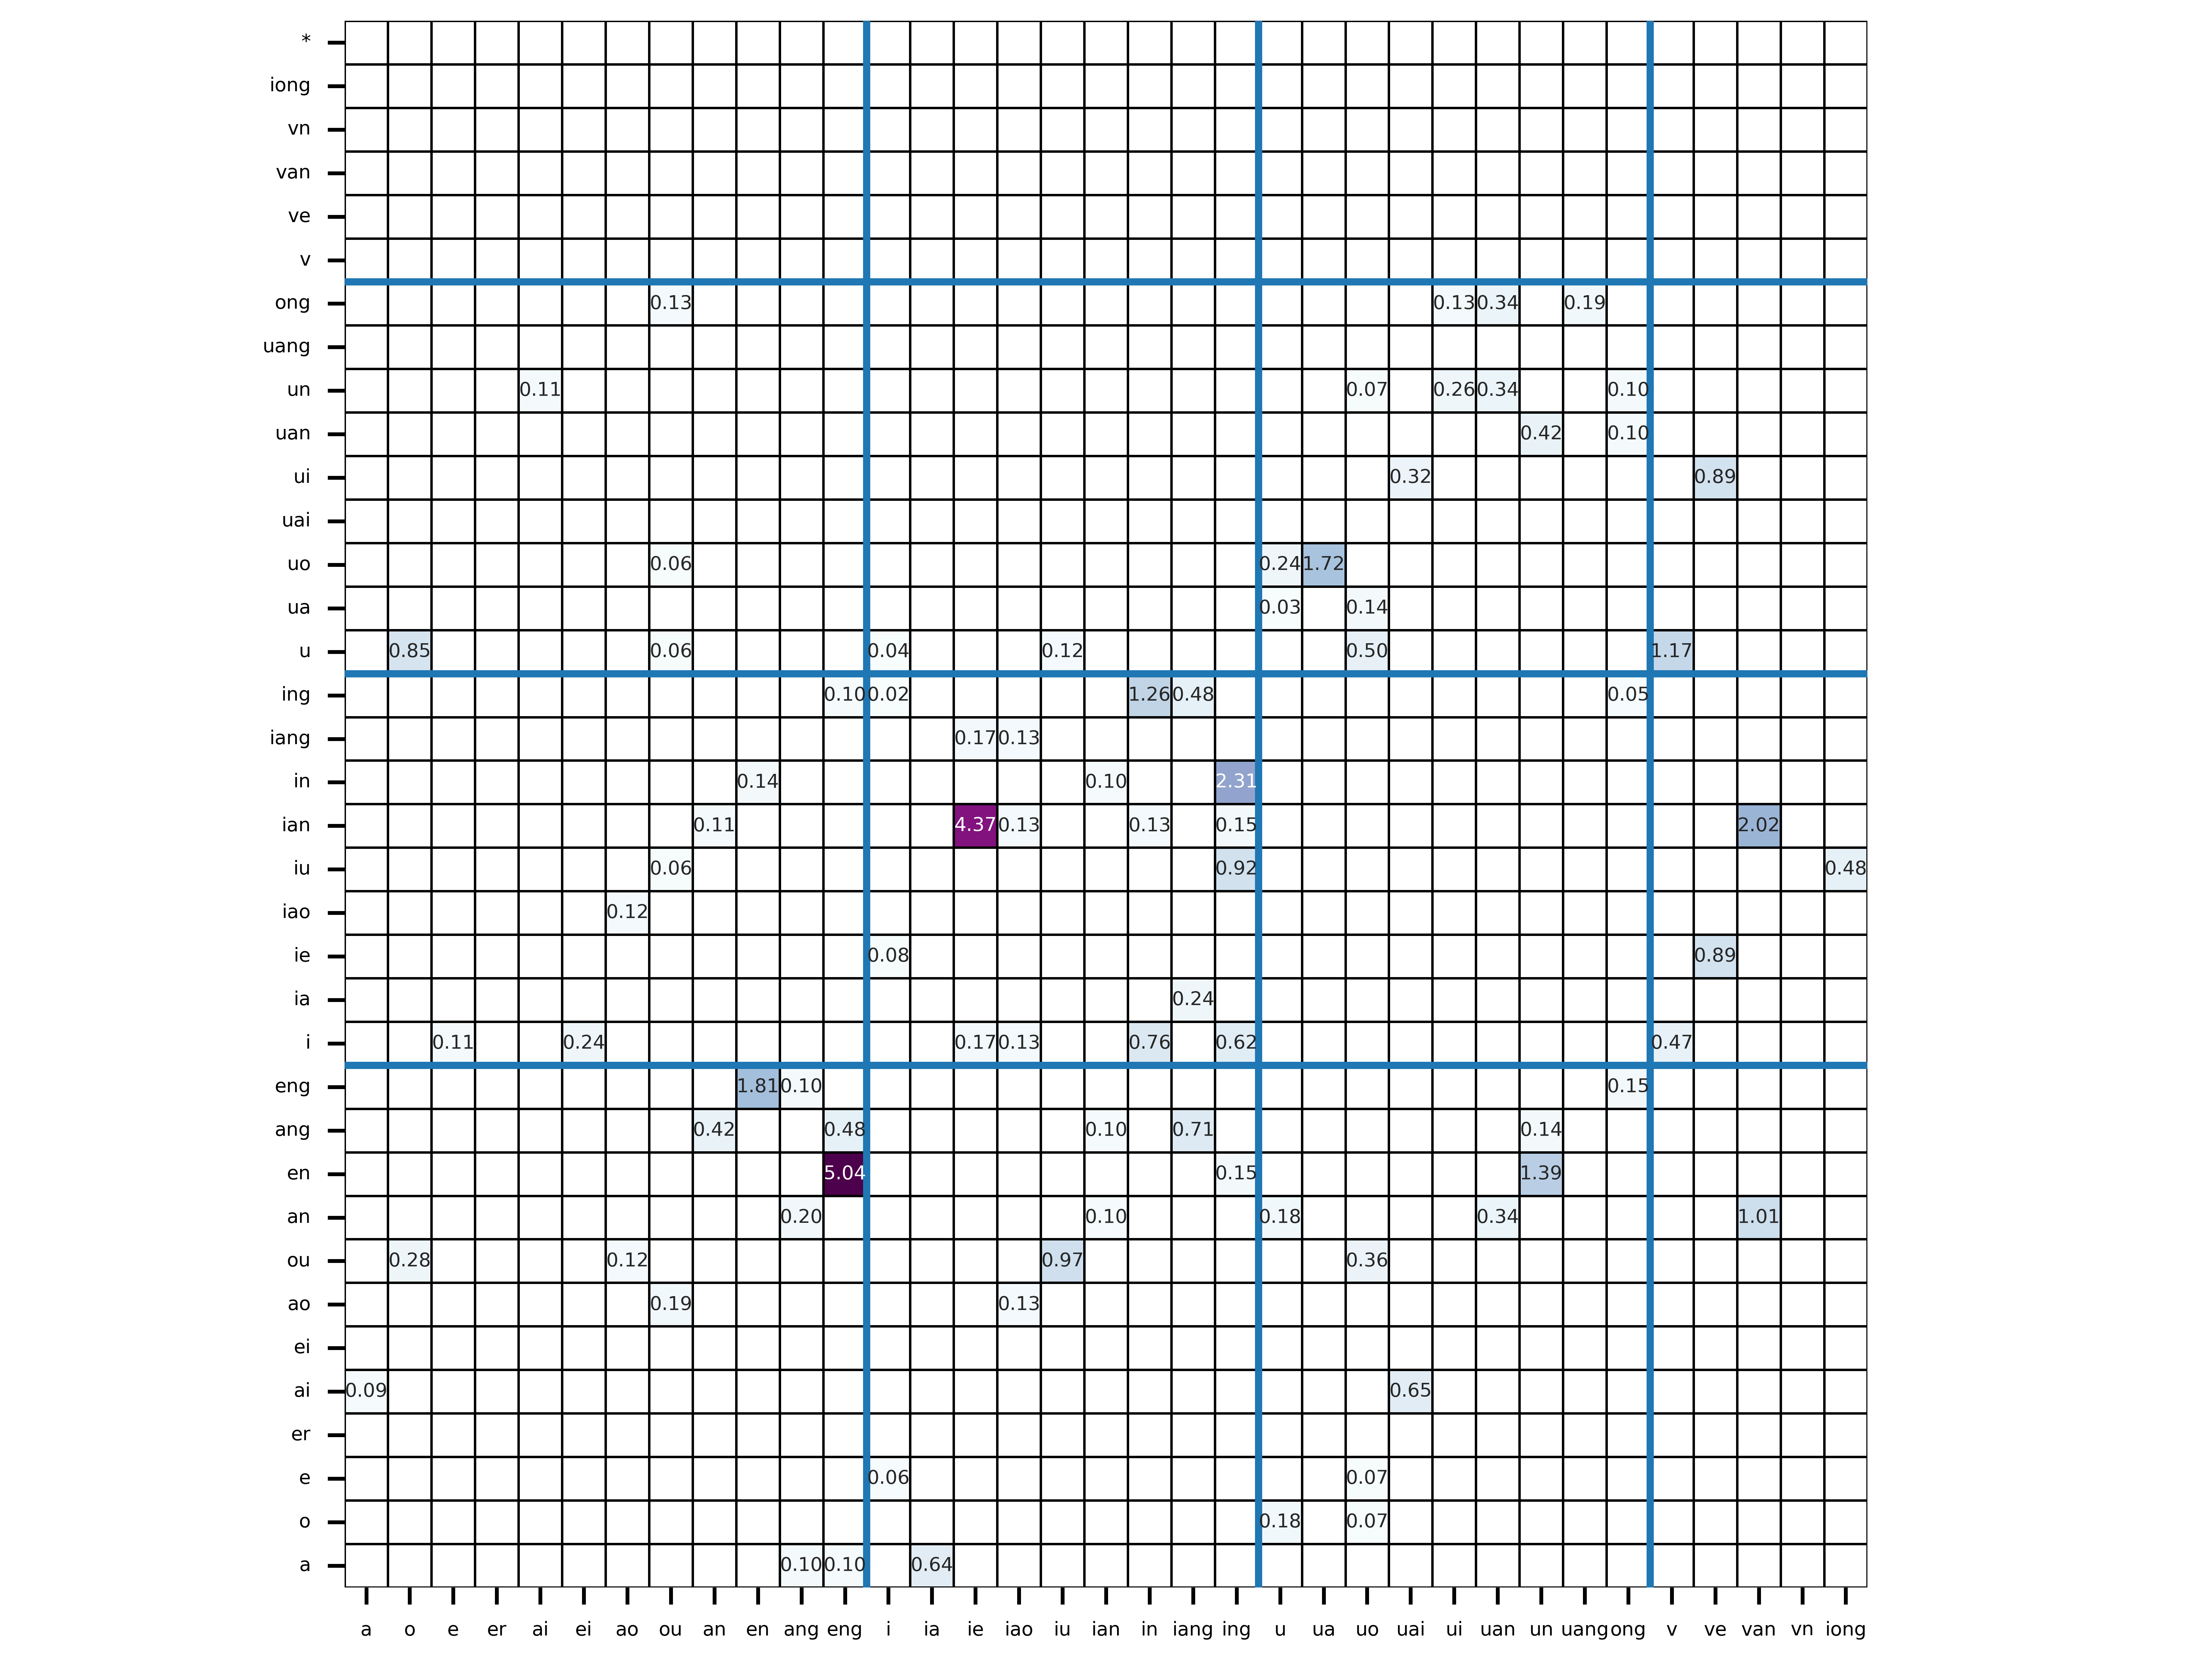 *
iong
vn
van
ve
v
ong 0.13 0.13 0.34 0.19
uang
un 0.11 0.07 0.26 0.34 0.10
uan 0.42 0.10
ui 0.32 0.89
uai
uo 0.06 0.24 1.72
ua 0.03 0.14
u 0.85 0.06 0.04 0.12 0.50 1.17
ing 0.10 0.02 1.26 0.48 0.05
iang 0.17 0.13
in 0.14 0.10 2.31
ian 0.11 4.37 0.13 0.13 0.15 2.02
iu 0.06 0.92 0.48
iao 0.12
ie 0.08 0.89
ia 0.24
i 0.11 0.24 0.17 0.13 0.76 0.62 0.47
eng 1.81 0.10 0.15
ang 0.42 0.48 0.10 0.71 0.14
en 5.04 0.15 1.39
an 0.20 0.10 0.18 0.34 1.01
ou 0.28 0.12 0.97 0.36
ao 0.19 0.13
ei
ai 0.09 0.65
er
e 0.06 0.07
o 0.18 0.07
a 0.10 0.10 0.64
a o e er ai ei ao ou an en ang eng i ia ie iao iu ian in iang ing u ua uo uai ui uan un uang ong v ve van vn iong